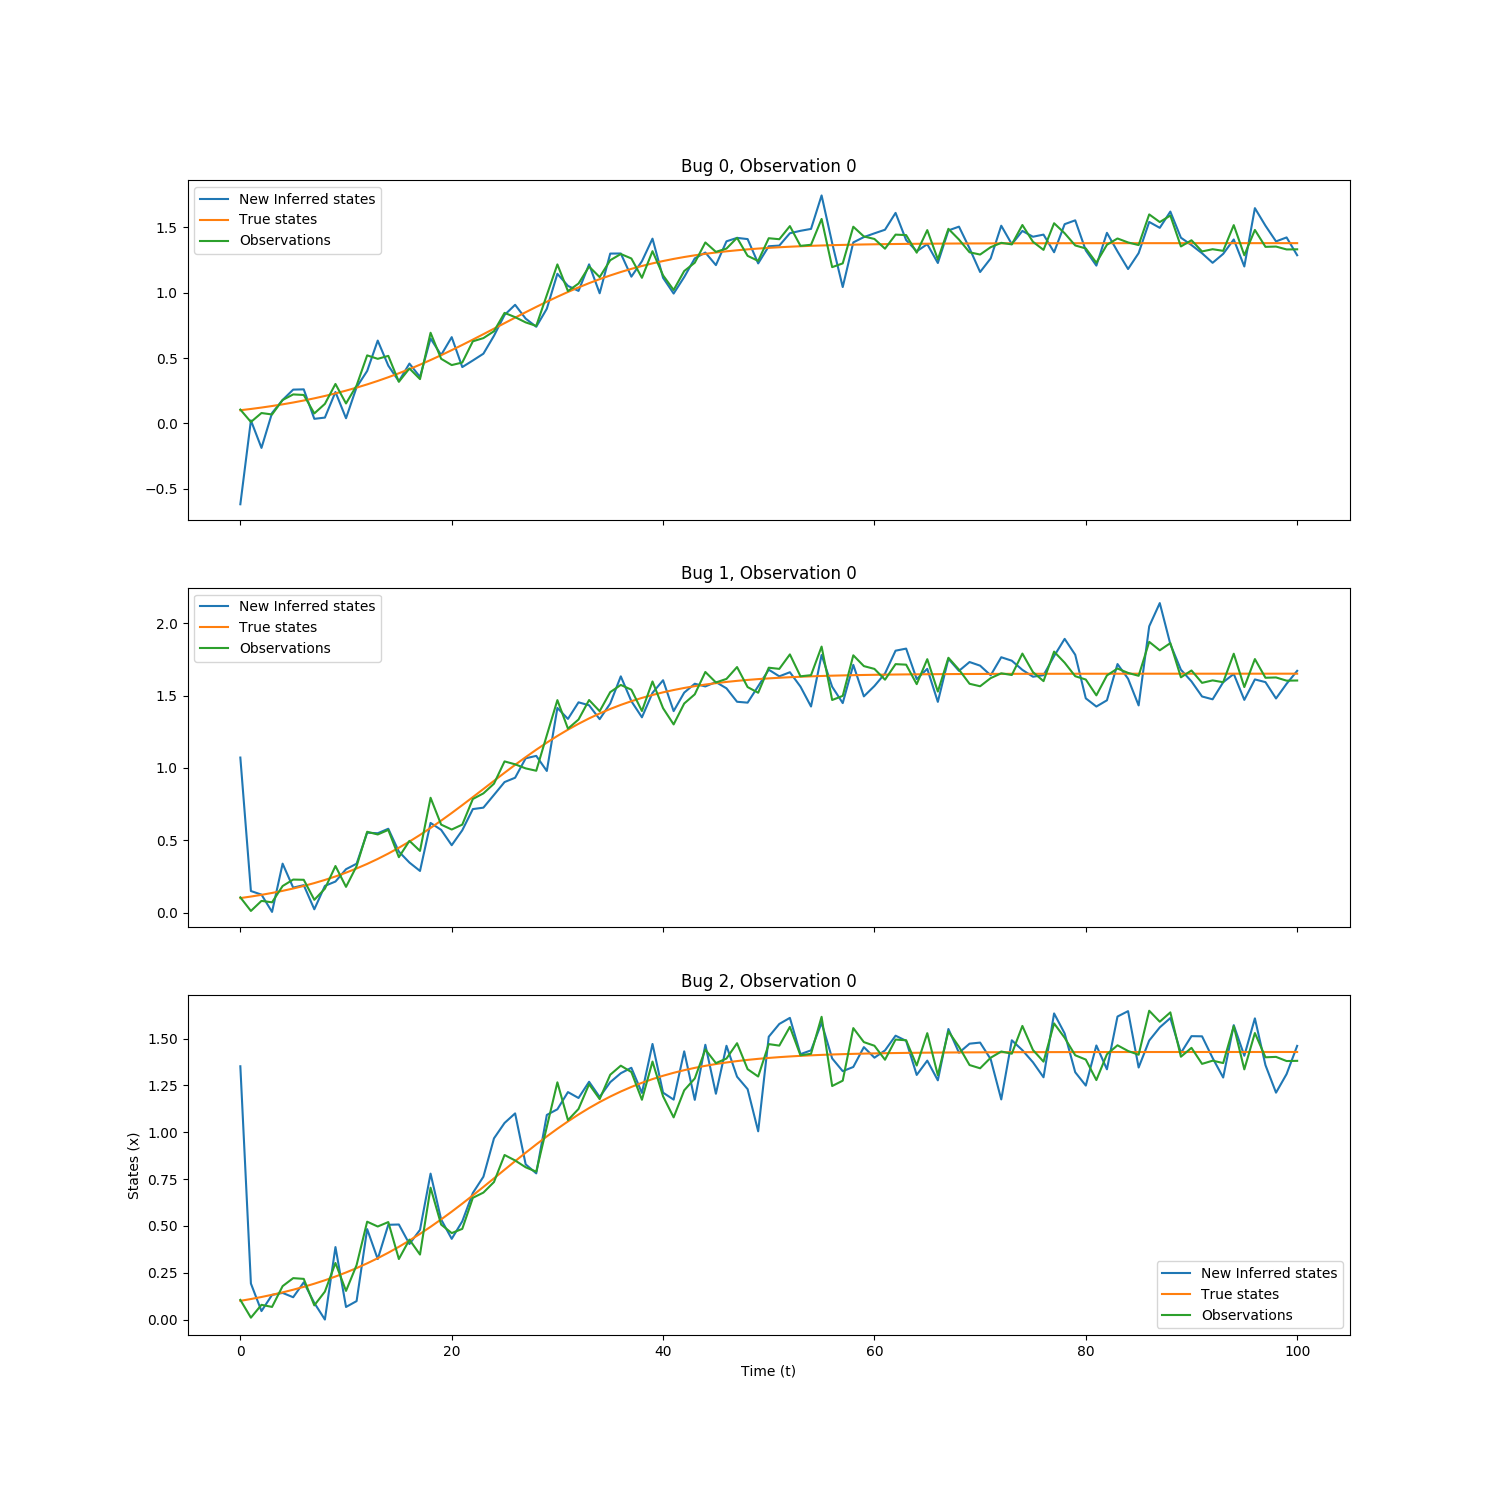 Bug 0, Observation 0
New Inferred states
True states
Observations
1.5
1.0
0.5
0.0
−0.5
Bug 1, Observation 0
New Inferred states
True states
Observations
2.0
1.5
1.0
0.5
0.0
Bug 2, Observation 0
1.50
1.25
1.00
0.75
0.50
0.25
0.00
States (x)
New Inferred states
True states
Observations
0 20 40 60 80 100
Time (t)